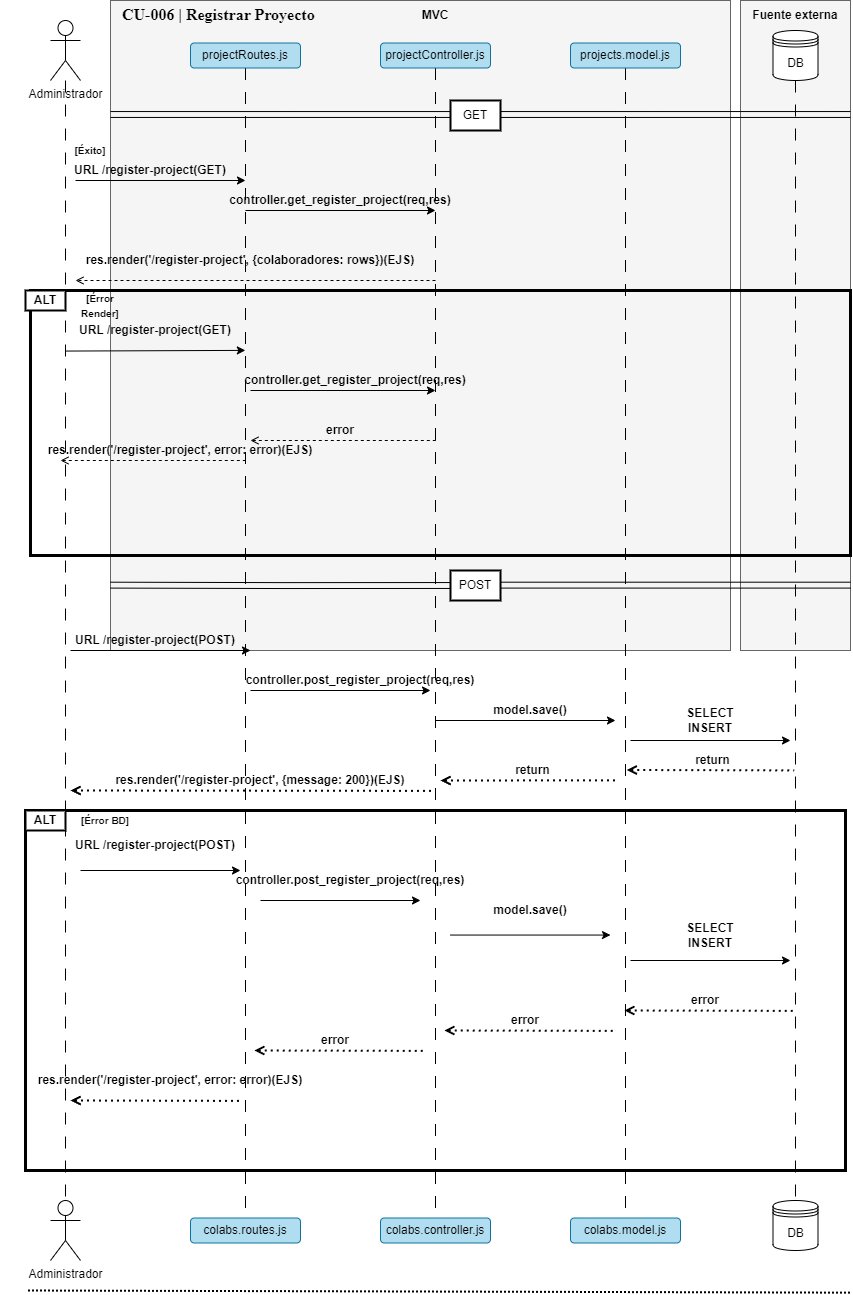 CU-006 | Registrar Proyecto
MVC
Fuente externa
projectRoutes.js
projectController.js
projects.model.js
DB
Administrador
GET
[Éxito]
URL /register-project(GET)
controller.get_register_project(req,res)
res.render('/register-project', {colaboradores: rows})(EJS)
ALT
[Érror
Render]
URL /register-project(GET)
controller.get_register_project(req,res)
error
res.render('/register-project', error: error)(EJS)
POST
URL /register-project(POST)
controller.post_register_project(req,res)
model.save()
SELECT
INSERT
return
return
res.render('/register-project', {message: 200})(EJS)
ALT
[Érror BD]
URL /register-project(POST)
controller.post_register_project(req,res)
model.save()
SELECT
INSERT
error
error
error
res.render('/register-project', error: error)(EJS)
colabs.routes.js
colabs.controller.js
colabs.model.js
DB
Administrador